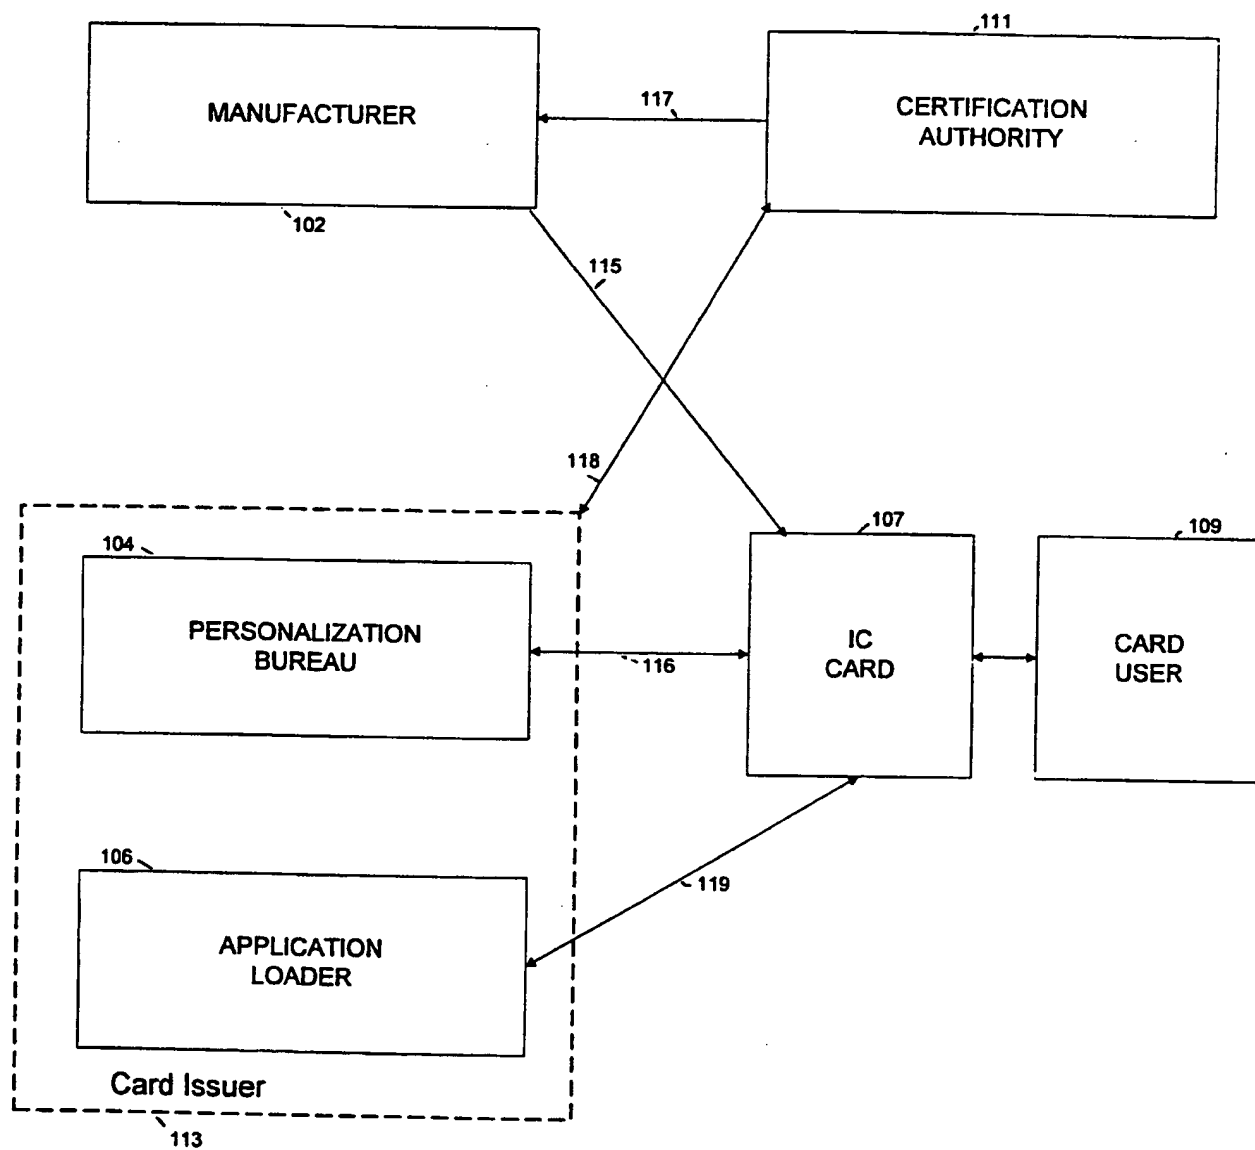 111
MANUFACTURER
117
CERTIFICATION
AUTHORITY
102
115
118
107
109
104
PERSONALIZATION
BUREAU
116
IC
CARD
CARD
USER
106
119
APPLICATION
LOADER
Card Issuer
113